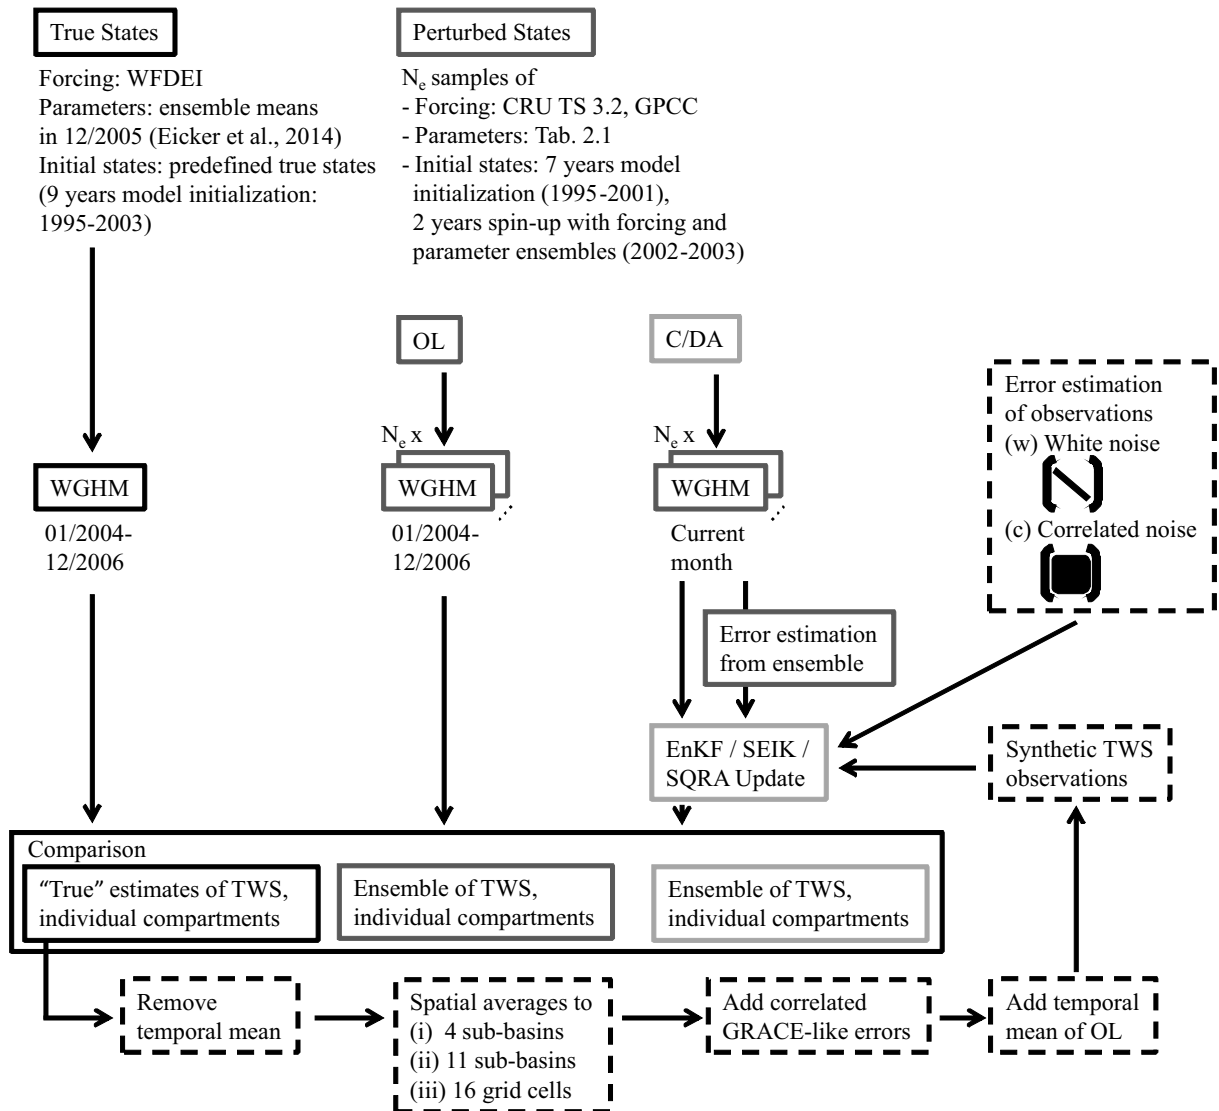 True States
Forcing: WFDEI
Parameters: ensemble means
in 12/2005 (Eicker et al., 2014)
Initial states: predefined true states
(9 years model initialization:
1995-2003)
Perturbed States
Ne samples of
- Forcing: CRU TS 3.2, GPCC
- Parameters: Tab. 2.1
- Initial states: 7 years model
initialization (1995-2001),
2 years spin-up with forcing and
parameter ensembles (2002-2003)
OL
C/DA
Ne x
Ne x
WGHM
WGHM
WGHM
01/2004-
12/2006
01/2004-
12/2006
Current
month
Error estimation
of observations
(w) White noise
(c) Correlated noise
Error estimation
from ensemble
EnKF / SEIK /
SQRA Update
Synthetic TWS
observations
Comparison
“True” estimates of TWS,
individual compartments
Ensemble of TWS,
individual compartments
Ensemble of TWS,
individual compartments
Remove
temporal mean
Spatial averages to
(i) 4 sub-basins
(ii) 11 sub-basins
(iii) 16 grid cells
Add correlated
GRACE-like errors
Add temporal
mean of OL